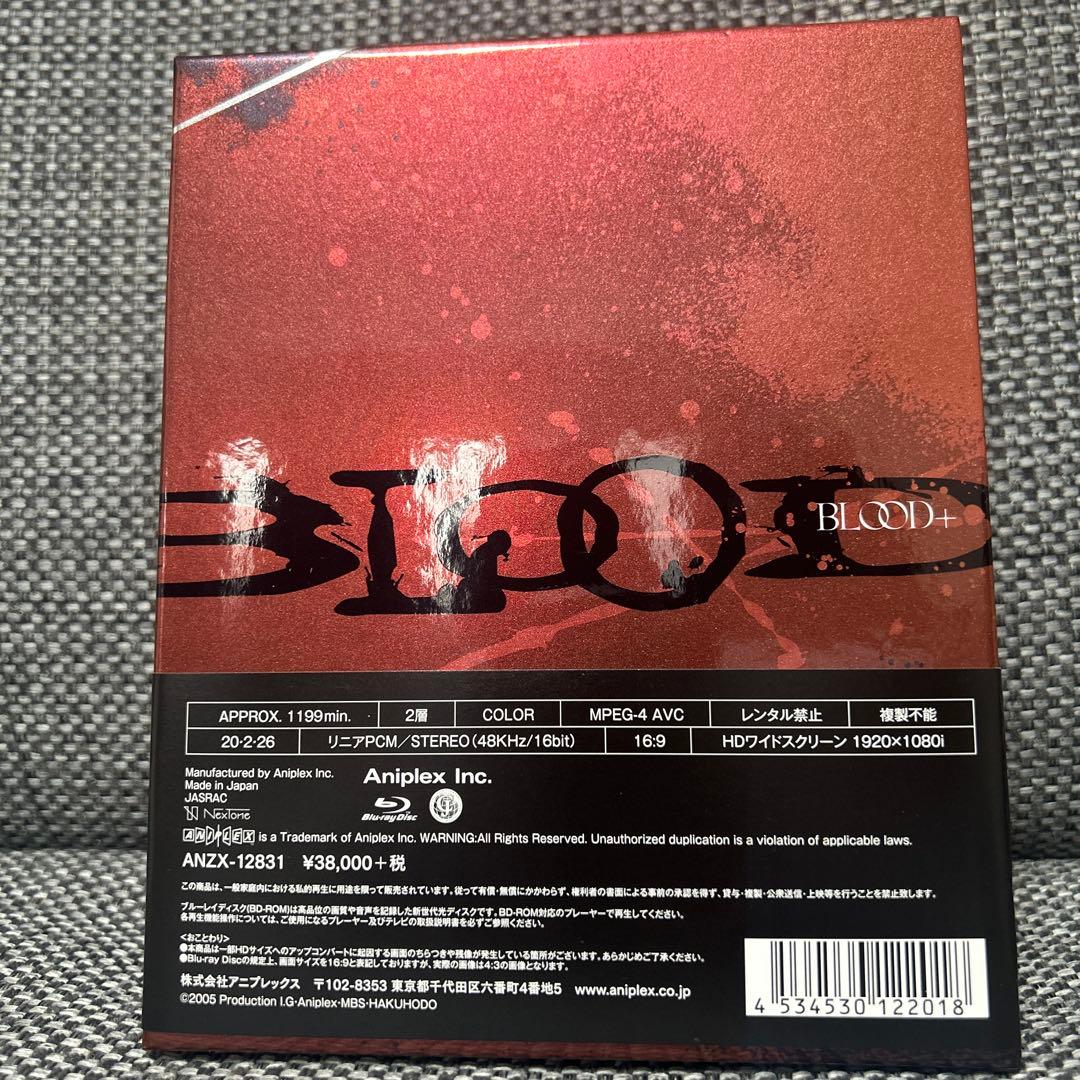 BLOOD
BLOOD+
APPROX. 1199min. 2層 COLOR MPEG-4 AVC レンタル禁止 複製不能
20·2·26 リニアPCM/STEREO(48KHz/16bit) 16:9 HDワイドスクリーン 1920×1080i
Manufactured by Aniplex Inc.
Made in Japan
JASRAC
NexTone
Aniplex Inc.
Blu-ray Disc
ANIPLEX is a Trademark of Aniplex Inc. WARNING:All Rights Reserved. Unauthorized duplication is a violation of applicable laws.
ANZX-12831 ¥38,000+税
この商品は、一般家庭内における私的再生に用途を限って販売されています。従って有償・無償にかかわらず、権利者の書面による事前の承認を得ず、貸与・複製・公衆送信・上映等を行うことを禁止致します。
ブルーレイディスク(BD-ROM)は高品位の画質や音声を記録した新世代光ディスクです。BD-ROM対応のプレーヤーで再生してください。
各再生機能操作については、ご使用になるプレーヤー及びテレビの取扱説明書を必ずご参照ください。
<おことわり>
●本商品は一部HDサイズへのアップコンバートに起因する画面のちらつきや残像が発生している箇所がございます。あらかじめご了承ください。
●Blu-ray Discの規定上、画面サイズを16:9と表記しておりますが、実際の画像は4:3の画像となります。
株式会社アニプレックス 〒102-8353 東京都千代田区六番町4番地5 www.aniplex.co.jp
©2005 Production I.G·Aniplex·MBS·HAKUHODO
4 534530 122018